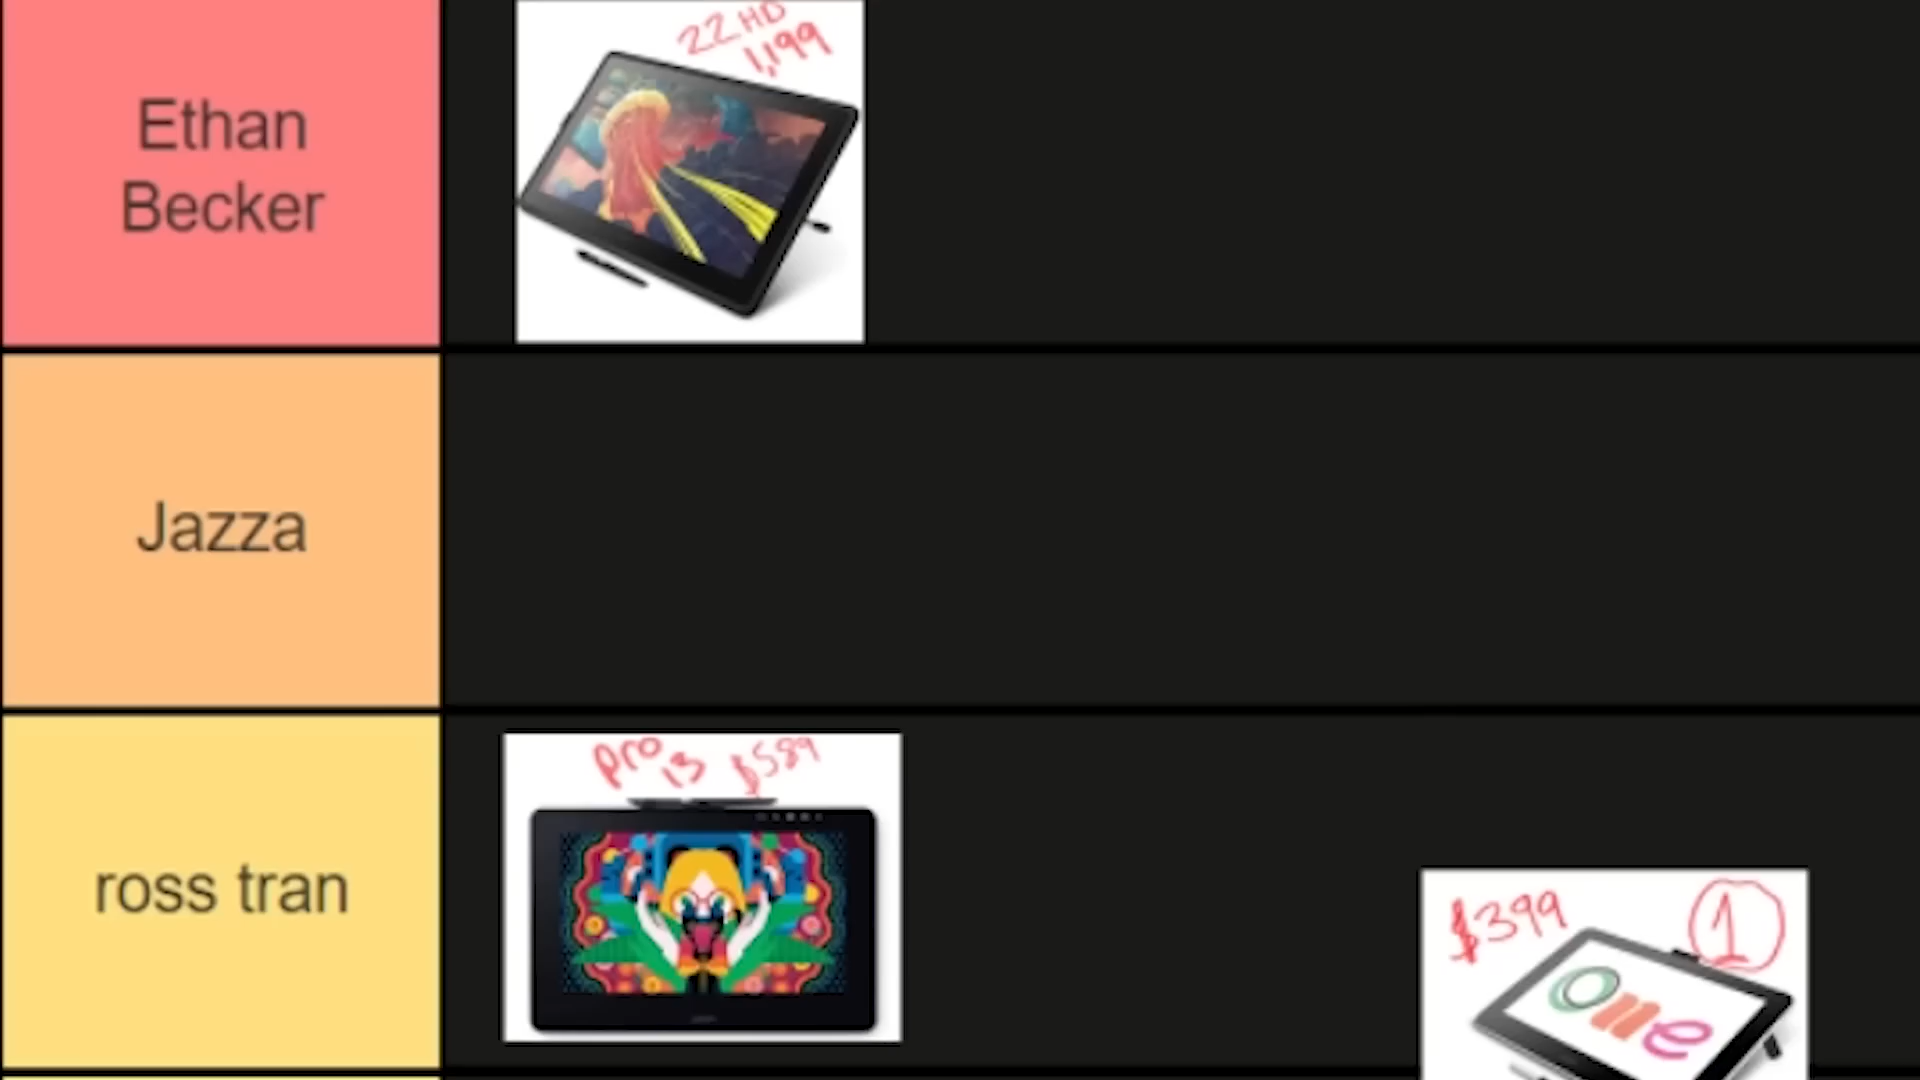 22 HD
1,199
Ethan
Becker
Jazza
pro 13 $589
ross tran
$399 1
one